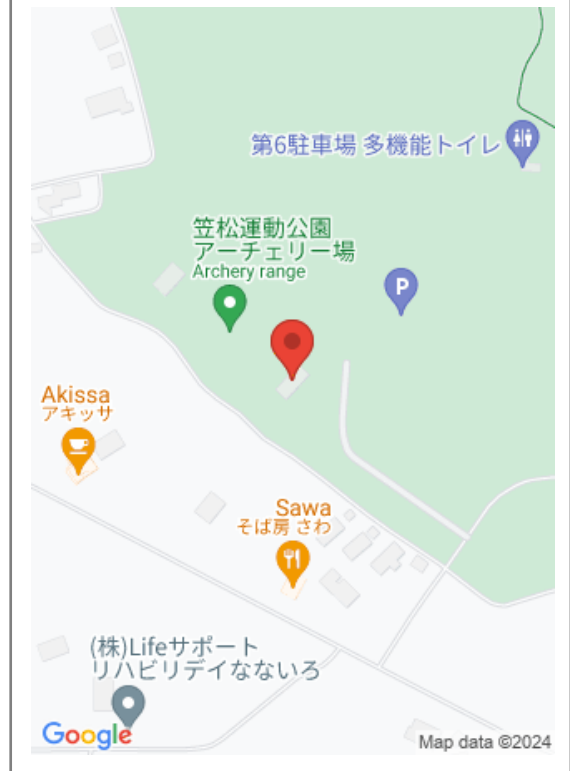 第6駐車場 多機能トイレ
笠松運動公園
アーチェリー場
Archery range
P
Akissa
アキッサ
Sawa
そば房 さわ
(株)Lifeサポート
リハビリデイなないろ
Google
Map data ©2024